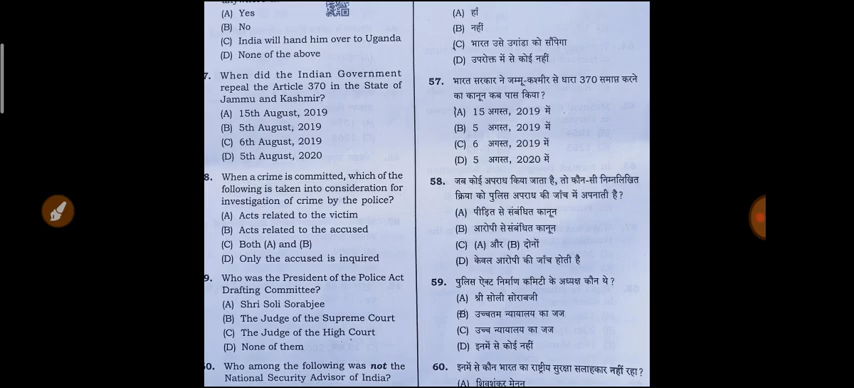 (A) Yes
(B) No
(C) India will hand him over to Uganda
(D) None of the above
7. When did the Indian Government
repeal the Article 370 in the State of
Jammu and Kashmir?
(A) 15th August, 2019
(B) 5th August, 2019
(C) 6th August, 2019
(D) 5th August, 2020
8. When a crime is committed, which of the
following is taken into consideration for
investigation of crime by the police?
(A) Acts related to the victim
(B) Acts related to the accused
(C) Both (A) and (B)
(D) Only the accused is inquired
9. Who was the President of the Police Act
Drafting Committee?
(A) Shri Soli Sorabjee
(B) The Judge of the Supreme Court
(C) The Judge of the High Court
(D) None of them
60. Who among the following was not the
National Security Advisor of India?
(A) हाँ
(B) नहीं
(C) भारत उसे उगांडा को सौंपेगा
(D) उपरोक्त में से कोई नहीं
57. भारत सरकार ने जम्मू-कश्मीर से धारा 370 समाप्त करने
का कानून कब पास किया?
(A) 15 अगस्त, 2019 में
(B) 5 अगस्त, 2019 में
(C) 6 अगस्त, 2019 में
(D) 5 अगस्त, 2020 में
58. जब कोई अपराध किया जाता है, तो कौन-सी निम्नलिखित
क्रिया को पुलिस अपराध की जाँच में अपनाती है?
(A) पीड़ित से संबंधित कानून
(B) आरोपी से संबंधित कानून
(C) (A) और (B) दोनों
(D) केवल आरोपी की जाँच होती है
59. पुलिस ऐक्ट निर्माण कमिटी के अध्यक्ष कौन थे?
(A) श्री सोली सोराबजी
(B) उच्चतम न्यायालय का जज
(C) उच्च न्यायालय का जज
(D) इनमें से कोई नहीं
60. इनमें से कौन भारत का राष्ट्रीय सुरक्षा सलाहकार नहीं रहा?
(A) शिवशंकर मेनन